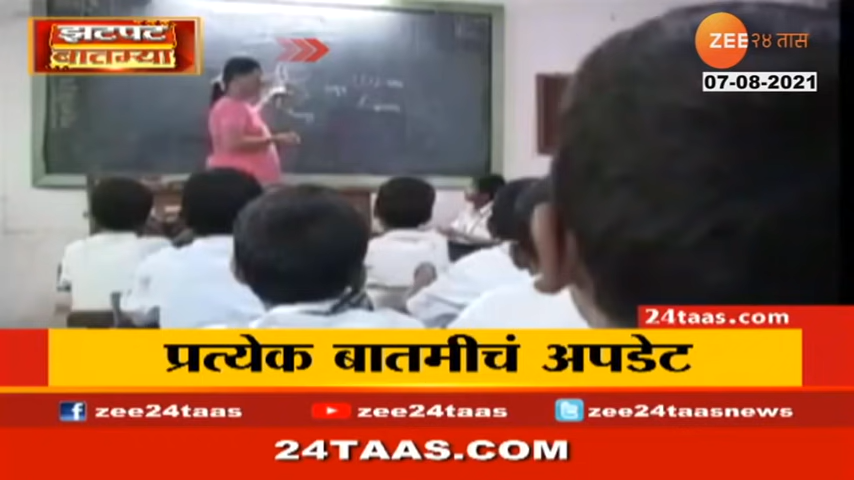 झटपट
बातम्या
ZEE २४ तास
07-08-2021
24taas.com
प्रत्येक बातमीचं अपडेट
zee24taas zee24taas zee24taasnews
24TAAS.COM